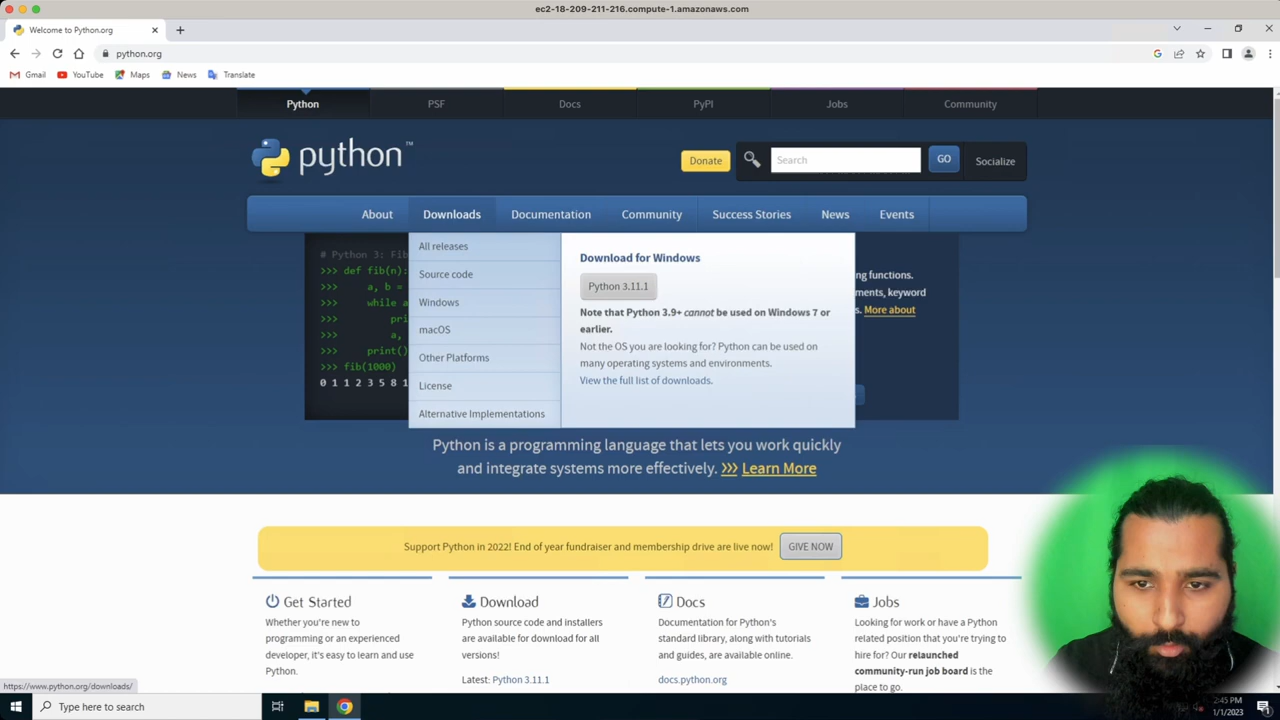 ec2-18-209-211-216.compute-1.amazonaws.com
Welcome to Python.org
python.org
Gmail YouTube Maps News Translate
Python PSF Docs PyPI Jobs Community
python™
Donate Search GO Socialize
About Downloads Documentation Community Success Stories News Events
# Python 3: Fib
>>> def fib(n):
a, b =
while a
pri
a,
print()
>>> fib(1000)
0 1 1 2 3 5 8 1
All releases
Source code
Windows
macOS
Other Platforms
License
Alternative Implementations
Download for Windows
Python 3.11.1
Note that Python 3.9+ cannot be used on Windows 7 or
earlier.
Not the OS you are looking for? Python can be used on
many operating systems and environments.
View the full list of downloads.
ng functions.
ments, keyword
s. More about
Python is a programming language that lets you work quickly
and integrate systems more effectively. >>> Learn More
Support Python in 2022! End of year fundraiser and membership drive are live now! GIVE NOW
Get Started
Whether you're new to
programming or an experienced
developer, it's easy to learn and use
Python.
Download
Python source code and installers
are available for download for all
versions!
Latest: Python 3.11.1
Docs
Documentation for Python's
standard library, along with tutorials
and guides, are available online.
docs.python.org
Jobs
Looking for work or have a Python
related position that you're trying to
hire for? Our relaunched
community-run job board is the
place to go.
https://www.python.org/downloads/
Type here to search
2:45 PM
1/1/2023